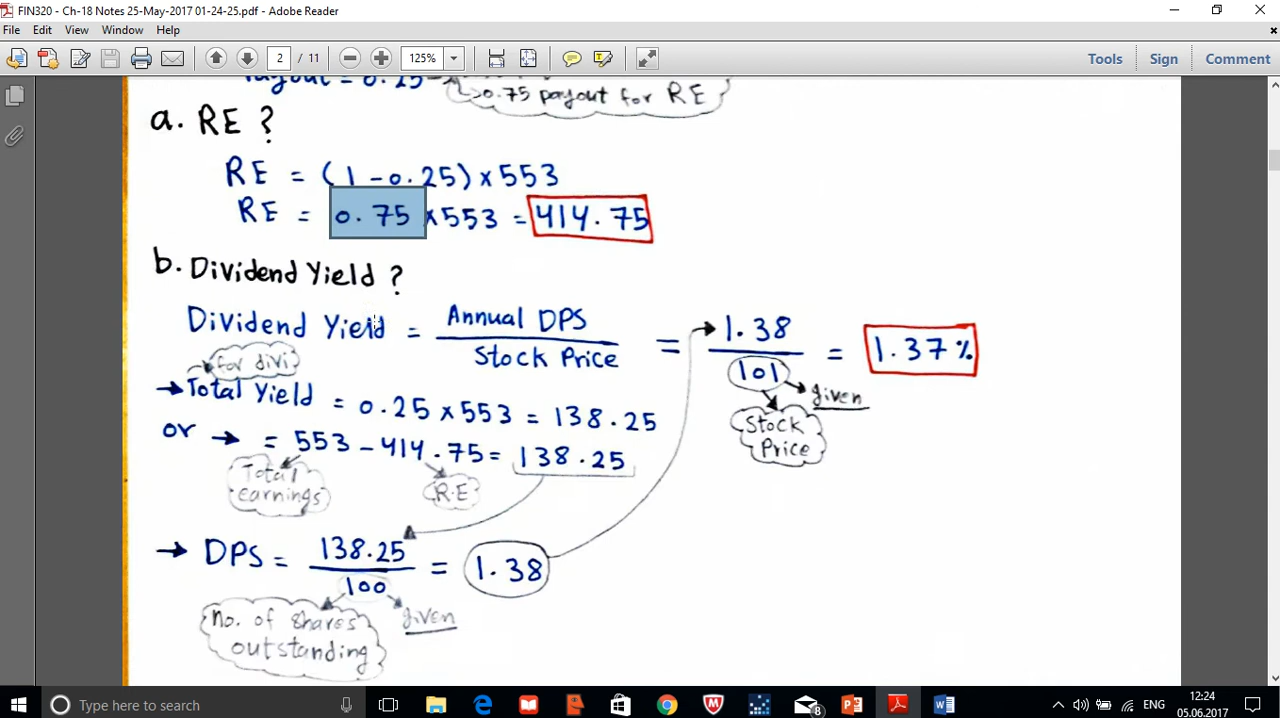 FIN320 - Ch-18 Notes 25-May-2017 01-24-25.pdf - Adobe Reader
File Edit View Window Help
2 / 11 125% Tools Sign Comment
Payout = 0.25
0.75 payout for RE
a. RE ?
RE = (1 - 0.25) × 553
RE = 0.75 × 553 = 414.75
b. Dividend Yield ?
Dividend Yield = Annual DPS / Stock Price = 1.38 / 101 = 1.37 %
for divi
given
Stock Price
→ Total Yield = 0.25 × 553 = 138.25
or → = 553 - 414.75 = 138.25
Total earnings
R.E
→ DPS = 138.25 / 100 = 1.38
no. of shares outstanding
given
Type here to search
8
ENG
12:24
05.06.2017